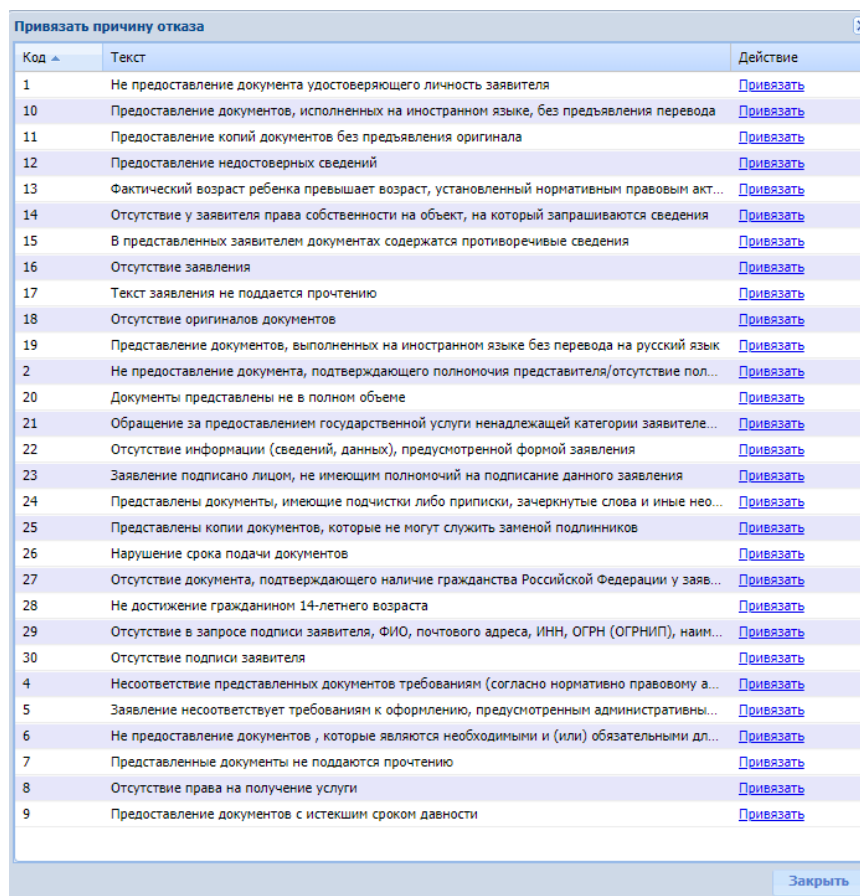 Привязать причину отказа
Код Текст Действие
1 Не предоставление документа удостоверяющего личность заявителя Привязать
10 Предоставление документов, исполненных на иностранном языке, без предъявления перевода Привязать
11 Предоставление копий документов без предъявления оригинала Привязать
12 Предоставление недостоверных сведений Привязать
13 Фактический возраст ребенка превышает возраст, установленный нормативным правовым акт... Привязать
14 Отсутствие у заявителя права собственности на объект, на который запрашиваются сведения Привязать
15 В представленных заявителем документах содержатся противоречивые сведения Привязать
16 Отсутствие заявления Привязать
17 Текст заявления не поддается прочтению Привязать
18 Отсутствие оригиналов документов Привязать
19 Представление документов, выполненных на иностранном языке без перевода на русский язык Привязать
2 Не предоставление документа, подтверждающего полномочия представителя/отсутствие пол... Привязать
20 Документы представлены не в полном объеме Привязать
21 Обращение за предоставлением государственной услуги ненадлежащей категории заявителе... Привязать
22 Отсутствие информации (сведений, данных), предусмотренной формой заявления Привязать
23 Заявление подписано лицом, не имеющим полномочий на подписание данного заявления Привязать
24 Представлены документы, имеющие подчистки либо приписки, зачеркнутые слова и иные нео... Привязать
25 Представлены копии документов, которые не могут служить заменой подлинников Привязать
26 Нарушение срока подачи документов Привязать
27 Отсутствие документа, подтверждающего наличие гражданства Российской Федерации у заяв... Привязать
28 Не достижение гражданином 14-летнего возраста Привязать
29 Отсутствие в запросе подписи заявителя, ФИО, почтового адреса, ИНН, ОГРН (ОГРНИП), наим... Привязать
30 Отсутствие подписи заявителя Привязать
4 Несоответствие представленных документов требованиям (согласно нормативно правовому а... Привязать
5 Заявление несоответствует требованиям к оформлению, предусмотренным административны... Привязать
6 Не предоставление документов , которые являются необходимыми и (или) обязательными дл... Привязать
7 Представленные документы не поддаются прочтению Привязать
8 Отсутствие права на получение услуги Привязать
9 Предоставление документов с истекшим сроком давности Привязать
Закрыть